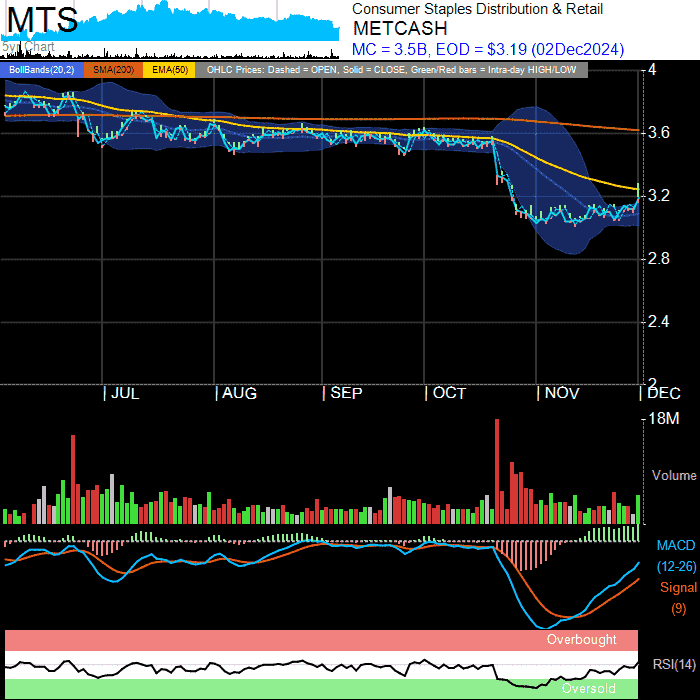 MTS
5yr Chart
Consumer Staples Distribution & Retail
METCASH
MC = 3.5B, EOD = $3.19 (02Dec2024)
BollBands(20,2) SMA(200) EMA(50) OHLC Prices: Dashed = OPEN, Solid = CLOSE, Green/Red bars = Intra-day HIGH/LOW
4
3.6
3.2
2.8
2.4
2
JUL AUG SEP OCT NOV DEC
18M
Volume
MACD
(12-26)
Signal
(9)
Overbought
RSI(14)
Oversold